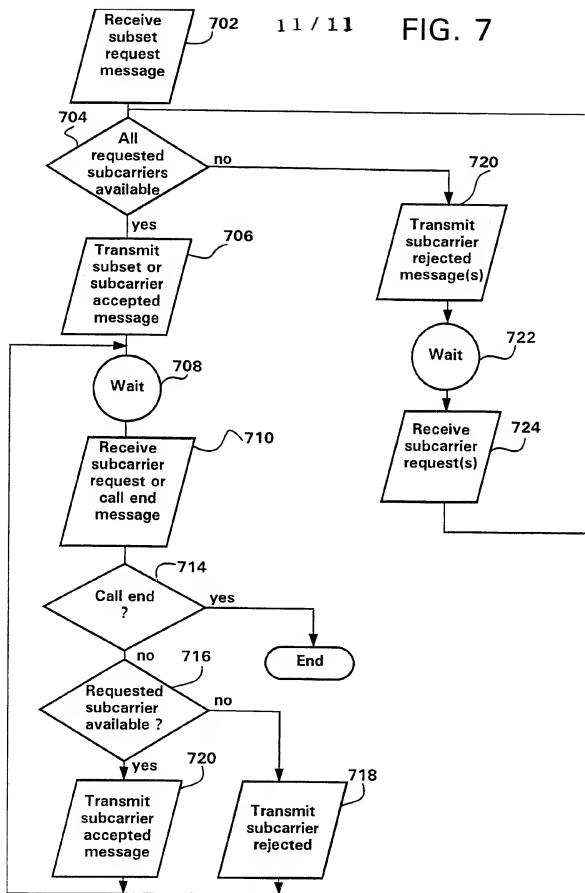 11 / 11
FIG. 7
Receive
subset
request
message
702
704
All
requested
subcarriers
available
no
yes
720
Transmit
subcarrier
rejected
message(s)
706
Transmit
subset or
subcarrier
accepted
message
Wait
722
Wait
708
Receive
subcarrier
request(s)
724
Receive
subcarrier
request or
call end
message
710
714
Call end
?
yes
no
End
716
Requested
subcarrier
available ?
no
yes
720
Transmit
subcarrier
accepted
message
718
Transmit
subcarrier
rejected